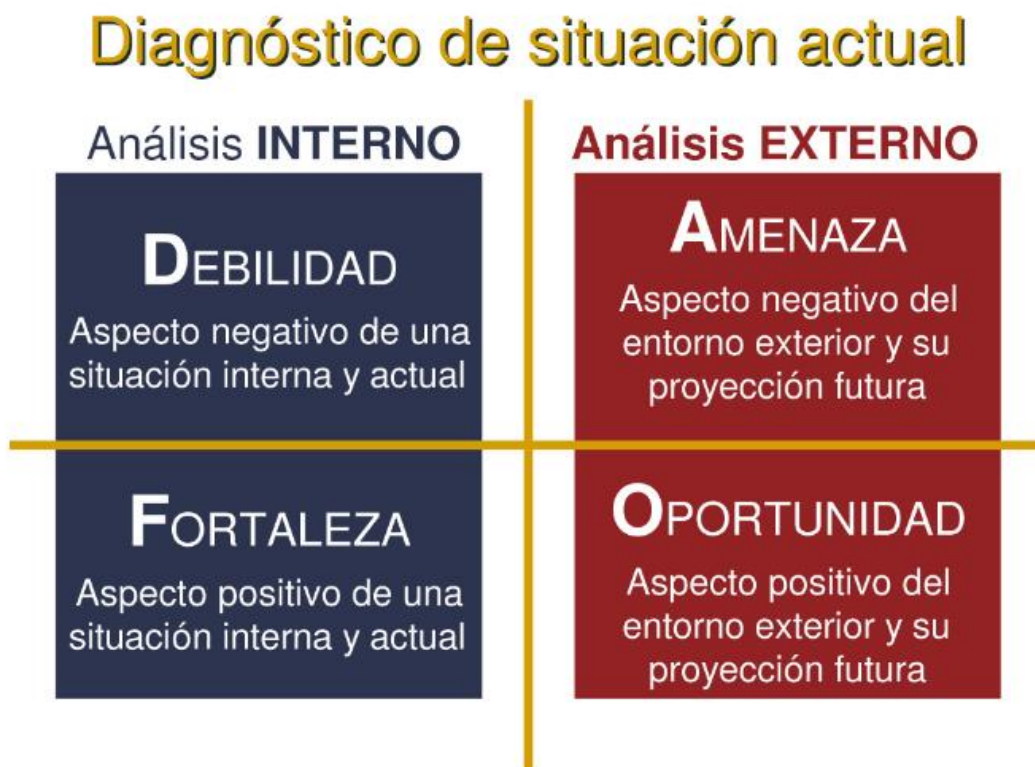 Diagnóstico de situación actual
Análisis INTERNO
DEBILIDAD
Aspecto negativo de una
situación interna y actual
FORTALEZA
Aspecto positivo de una
situación interna y actual
Análisis EXTERNO
AMENAZA
Aspecto negativo del
entorno exterior y su
proyección futura
OPORTUNIDAD
Aspecto positivo del
entorno exterior y su
proyección futura